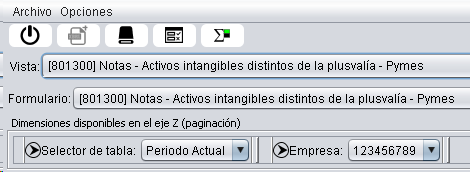 Archivo Opciones
Σ
Vista: [801300] Notas - Activos intangibles distintos de la plusvalía - Pymes
Formulario: [801300] Notas - Activos intangibles distintos de la plusvalía - Pymes
Dimensiones disponibles en el eje Z (paginación)
Selector de tabla: Periodo Actual Empresa: 123456789